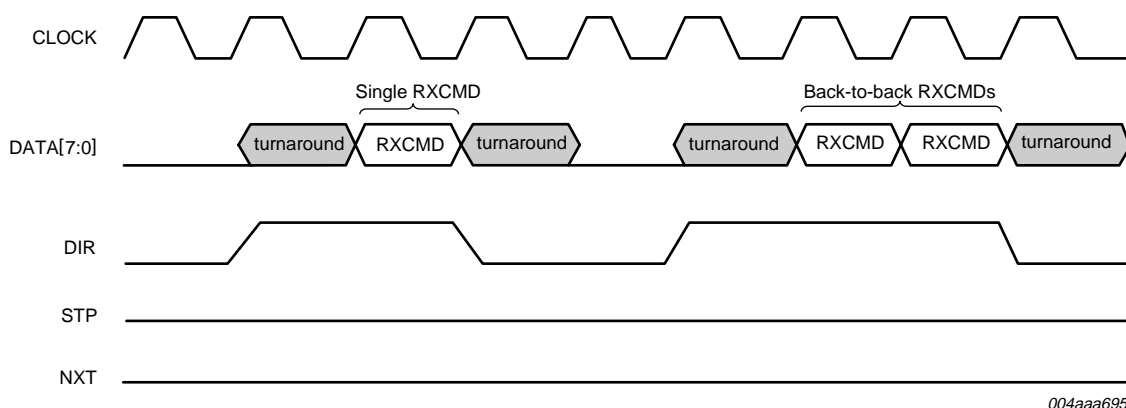 CLOCK
Single RXCMD
Back-to-back RXCMDs
DATA[7:0]
turnaround
RXCMD
turnaround
turnaround
RXCMD
RXCMD
turnaround
DIR
STP
NXT
004aaa695